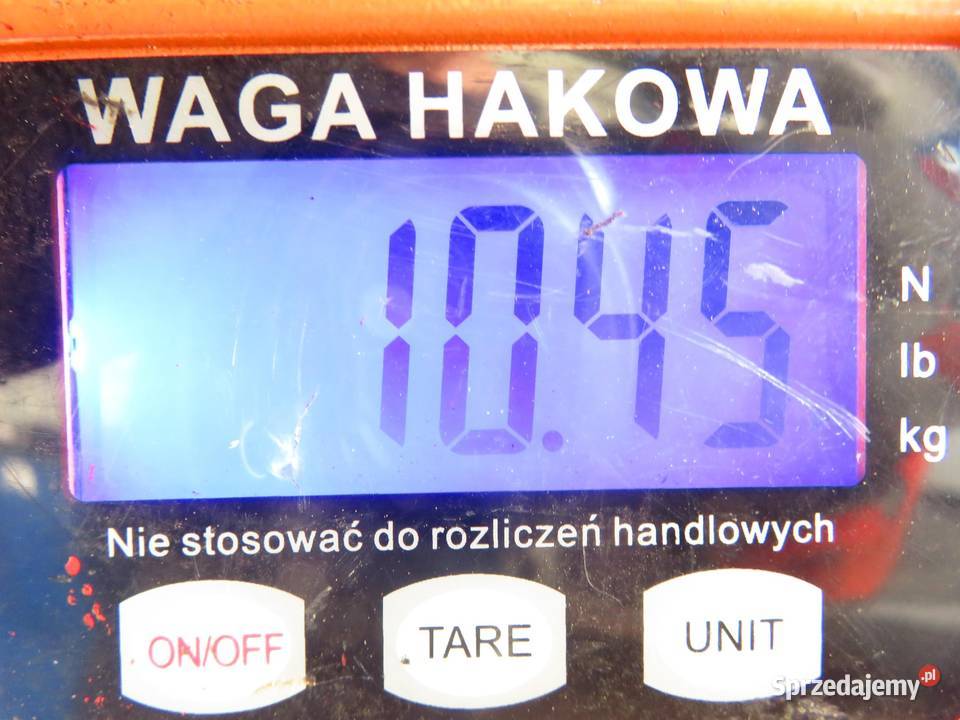 WAGA HAKOWA
10.45
N
lb
kg
Nie stosować do rozliczeń handlowych
ON/OFF TARE UNIT
Sprzedajemy.pl